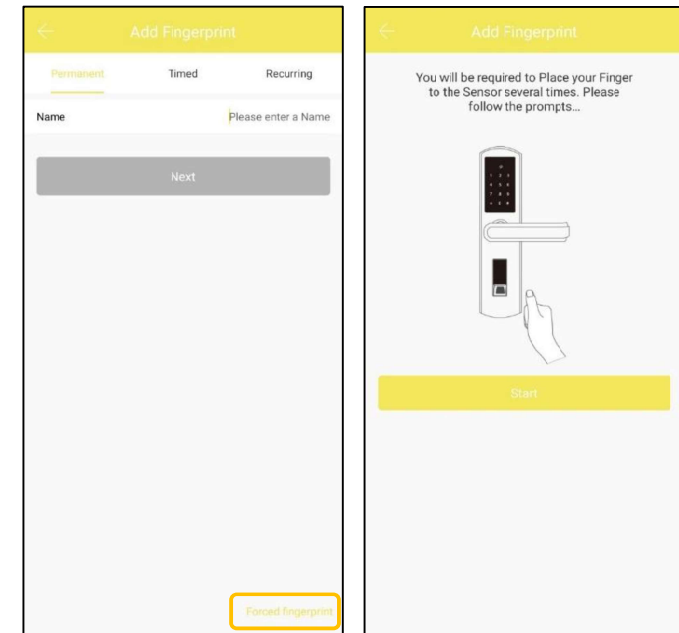 Add Fingerprint
Permanent Timed Recurring
Name Please enter a Name
Next
Forced fingerprint
Add Fingerprint
You will be required to Place your Finger
to the Sensor several times. Please
follow the prompts...
Start